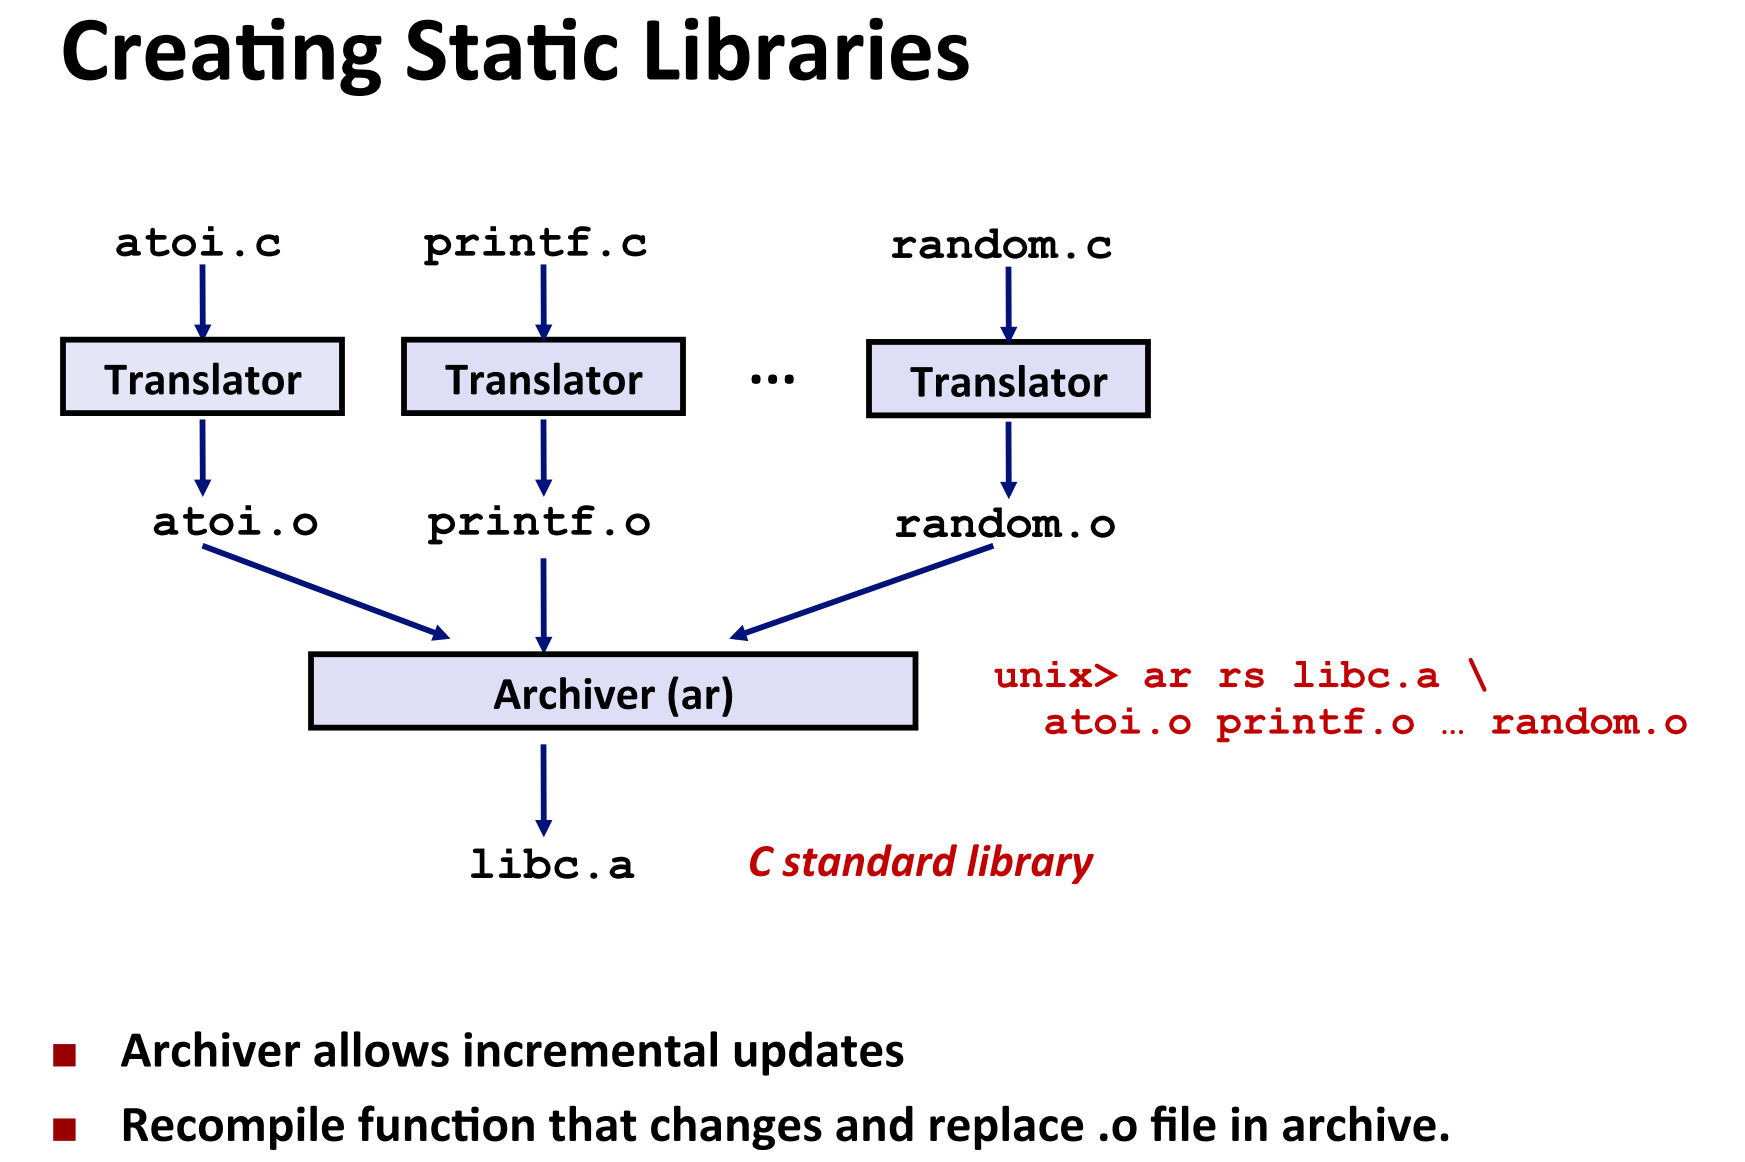 Creating Static Libraries
atoi.c printf.c random.c
Translator Translator ... Translator
atoi.o printf.o random.o
Archiver (ar)
unix> ar rs libc.a \
atoi.o printf.o … random.o
libc.a C standard library
Archiver allows incremental updates
Recompile function that changes and replace .o file in archive.